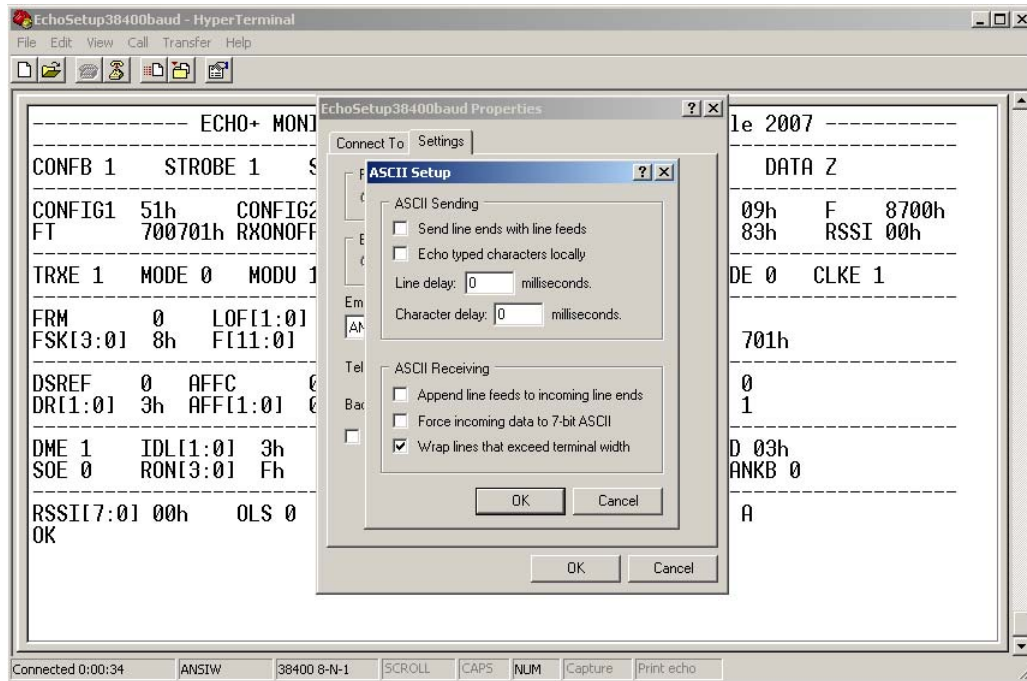 EchoSetup38400baud - HyperTerminal
File Edit View Call Transfer Help
------------- ECHO+ MONI
le 2007 -----------
CONFB 1 STROBE 1 S
DATA Z
CONFIG1 51h CONFIG2
09h F 8700h
FT 700701h RXONOFF
83h RSSI 00h
TRXE 1 MODE 0 MODU 1
DE 0 CLKE 1
FRM 0 LOF[1:0]
FSK[3:0] 8h F[11:0]
701h
DSREF 0 AFFC 0
0
DR[1:0] 3h AFF[1:0] 0
1
DME 1 IDL[1:0] 3h
D 03h
SOE 0 RON[3:0] Fh
ANKB 0
RSSI[7:0] 00h OLS 0
A
OK
EchoSetup38400baud Properties
Connect To Settings
Em
AN
Tel
Bac
OK Cancel
ASCII Setup
ASCII Sending
Send line ends with line feeds
Echo typed characters locally
Line delay: 0 milliseconds.
Character delay: 0 milliseconds.
ASCII Receiving
Append line feeds to incoming line ends
Force incoming data to 7-bit ASCII
Wrap lines that exceed terminal width
OK Cancel
Connected 0:00:34 ANSIW 38400 8-N-1 SCROLL CAPS NUM Capture Print echo